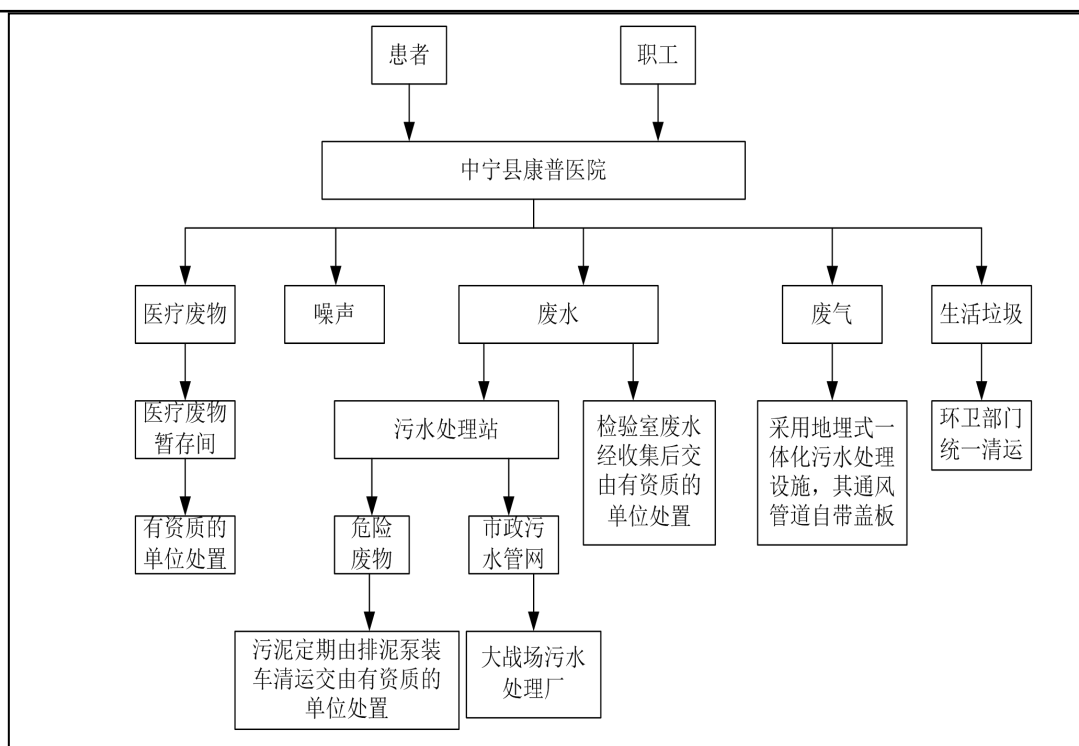 患者
职工
中宁县康普医院
医疗废物
噪声
废水
废气
生活垃圾
医疗废物
暂存间
污水处理站
检验室废水
经收集后交
由有资质的
单位处置
采用地埋式一
体化污水处理
设施，其通风
管道自带盖板
环卫部门
统一清运
有资质的
单位处置
危险
废物
市政污
水管网
污泥定期由排泥泵装
车清运交由有资质的
单位处置
大战场污水
处理厂